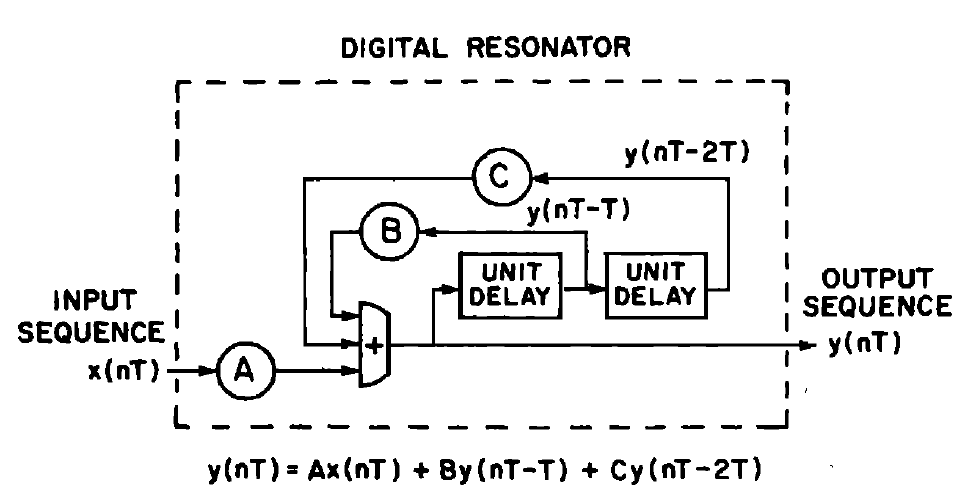 DIGITAL RESONATOR
y(nT-2T)
C
y(nT-T)
B
UNIT
DELAY
UNIT
DELAY
INPUT
SEQUENCE
x(nT)
A
+
OUTPUT
SEQUENCE
y(nT)
y(nT) = Ax(nT) + By(nT-T) + Cy(nT-2T)